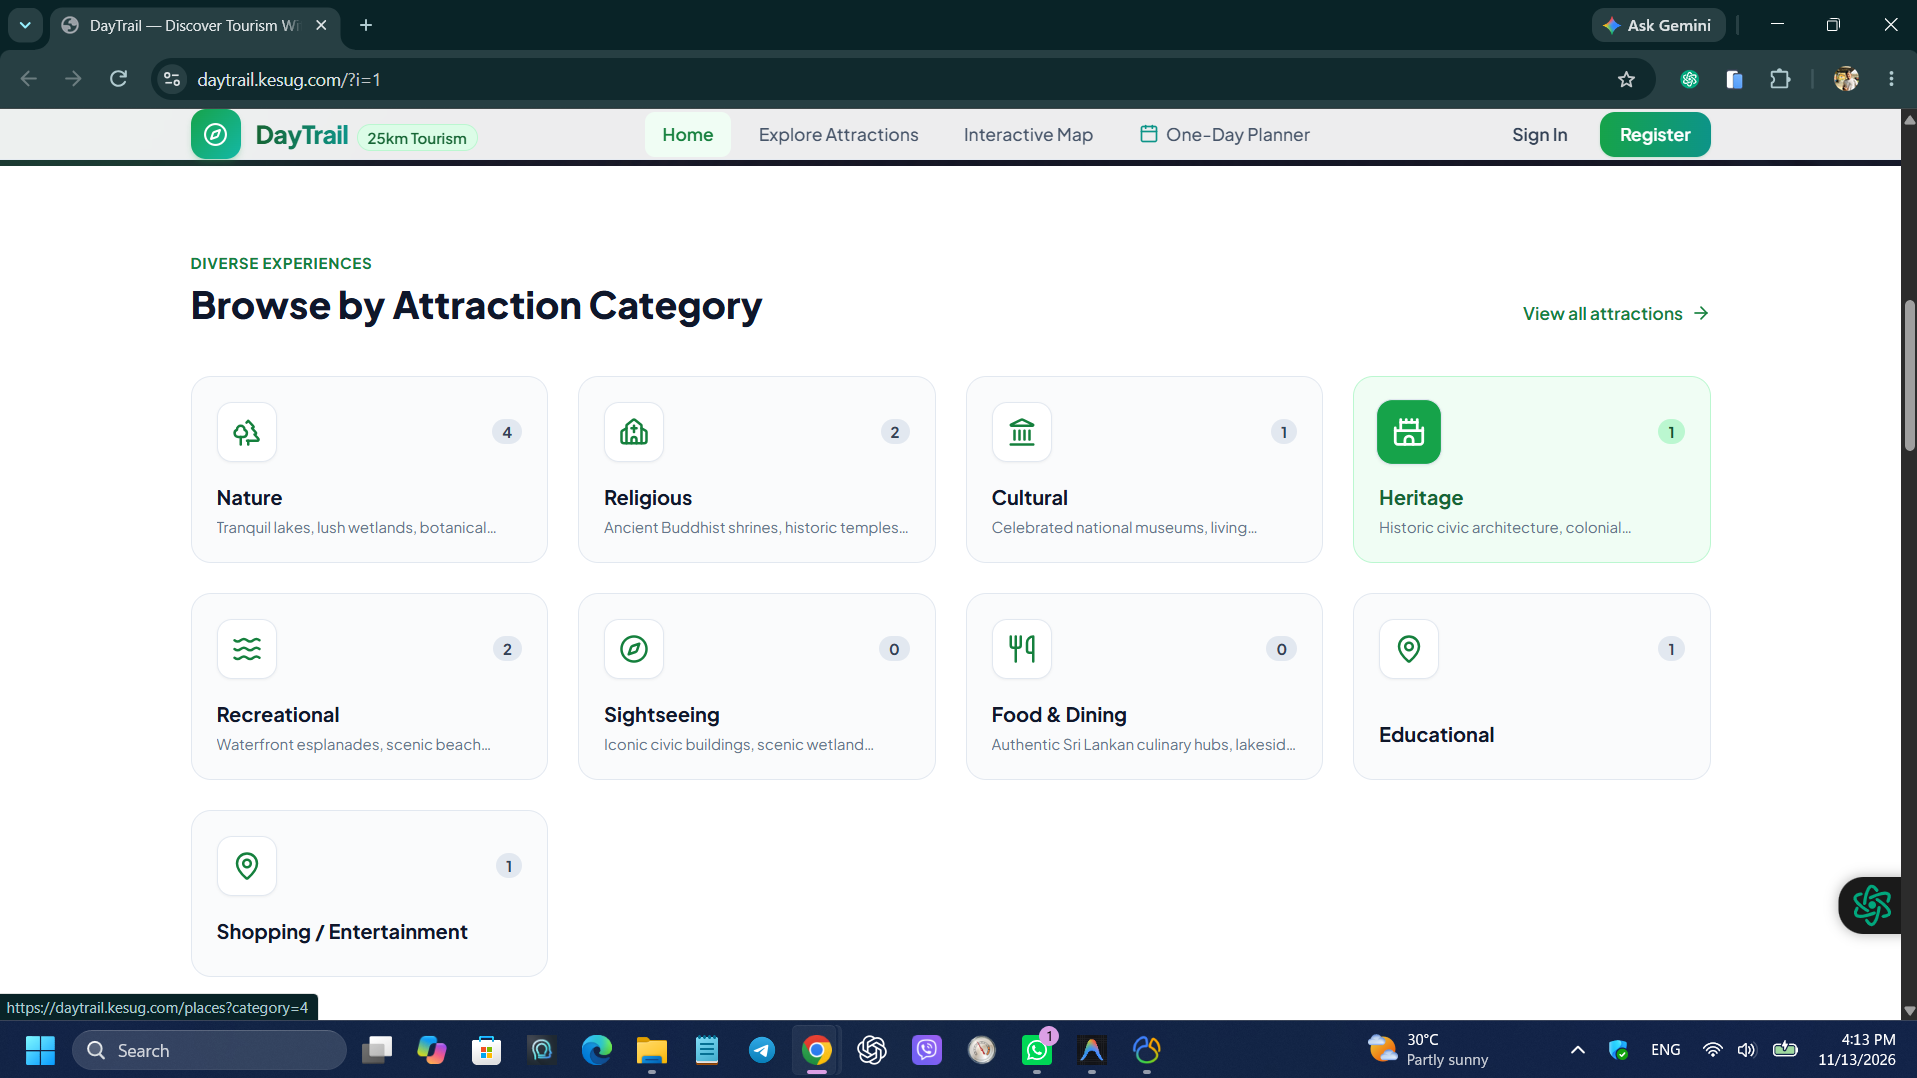 DayTrail — Discover Tourism Wi
Ask Gemini
daytrail.kesug.com/?i=1
DayTrail 25km Tourism Home Explore Attractions Interactive Map One-Day Planner Sign In Register
DIVERSE EXPERIENCES
Browse by Attraction Category
View all attractions →
4
Nature
Tranquil lakes, lush wetlands, botanical...
2
Religious
Ancient Buddhist shrines, historic temples...
1
Cultural
Celebrated national museums, living...
1
Heritage
Historic civic architecture, colonial...
2
Recreational
Waterfront esplanades, scenic beach...
0
Sightseeing
Iconic civic buildings, scenic wetland...
0
Food & Dining
Authentic Sri Lankan culinary hubs, lakesid...
1
Educational
1
Shopping / Entertainment
https://daytrail.kesug.com/places?category=4
Search
1
30°C
Partly sunny
ENG
4:13 PM
11/13/2026